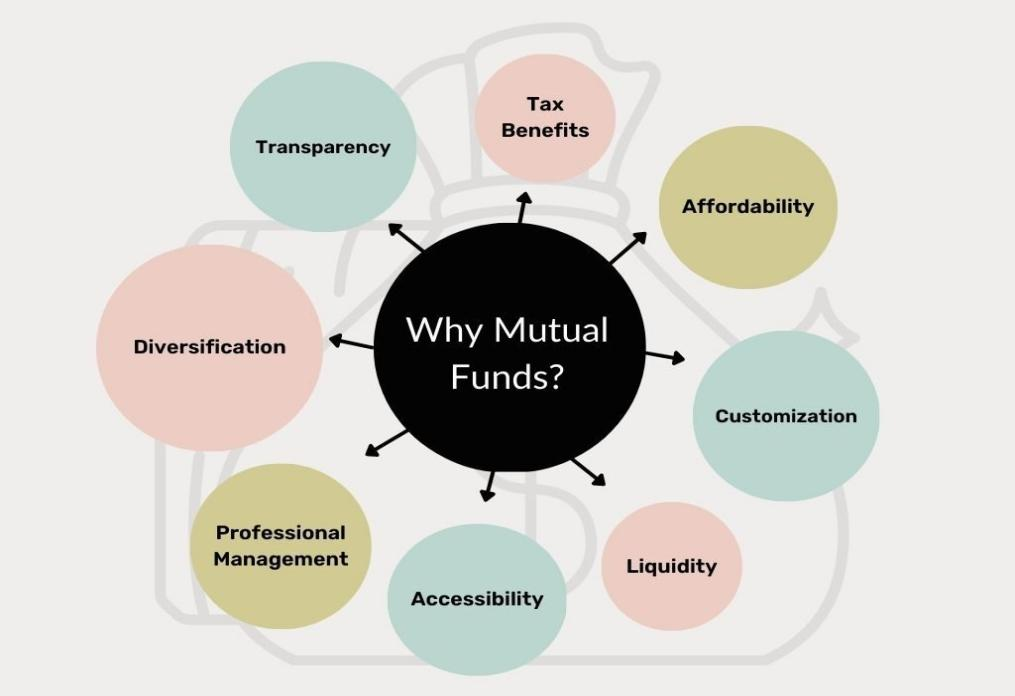 Tax
Benefits
Transparency
Affordability
Why Mutual
Funds?
Diversification
Customization
Professional
Management
Accessibility
Liquidity